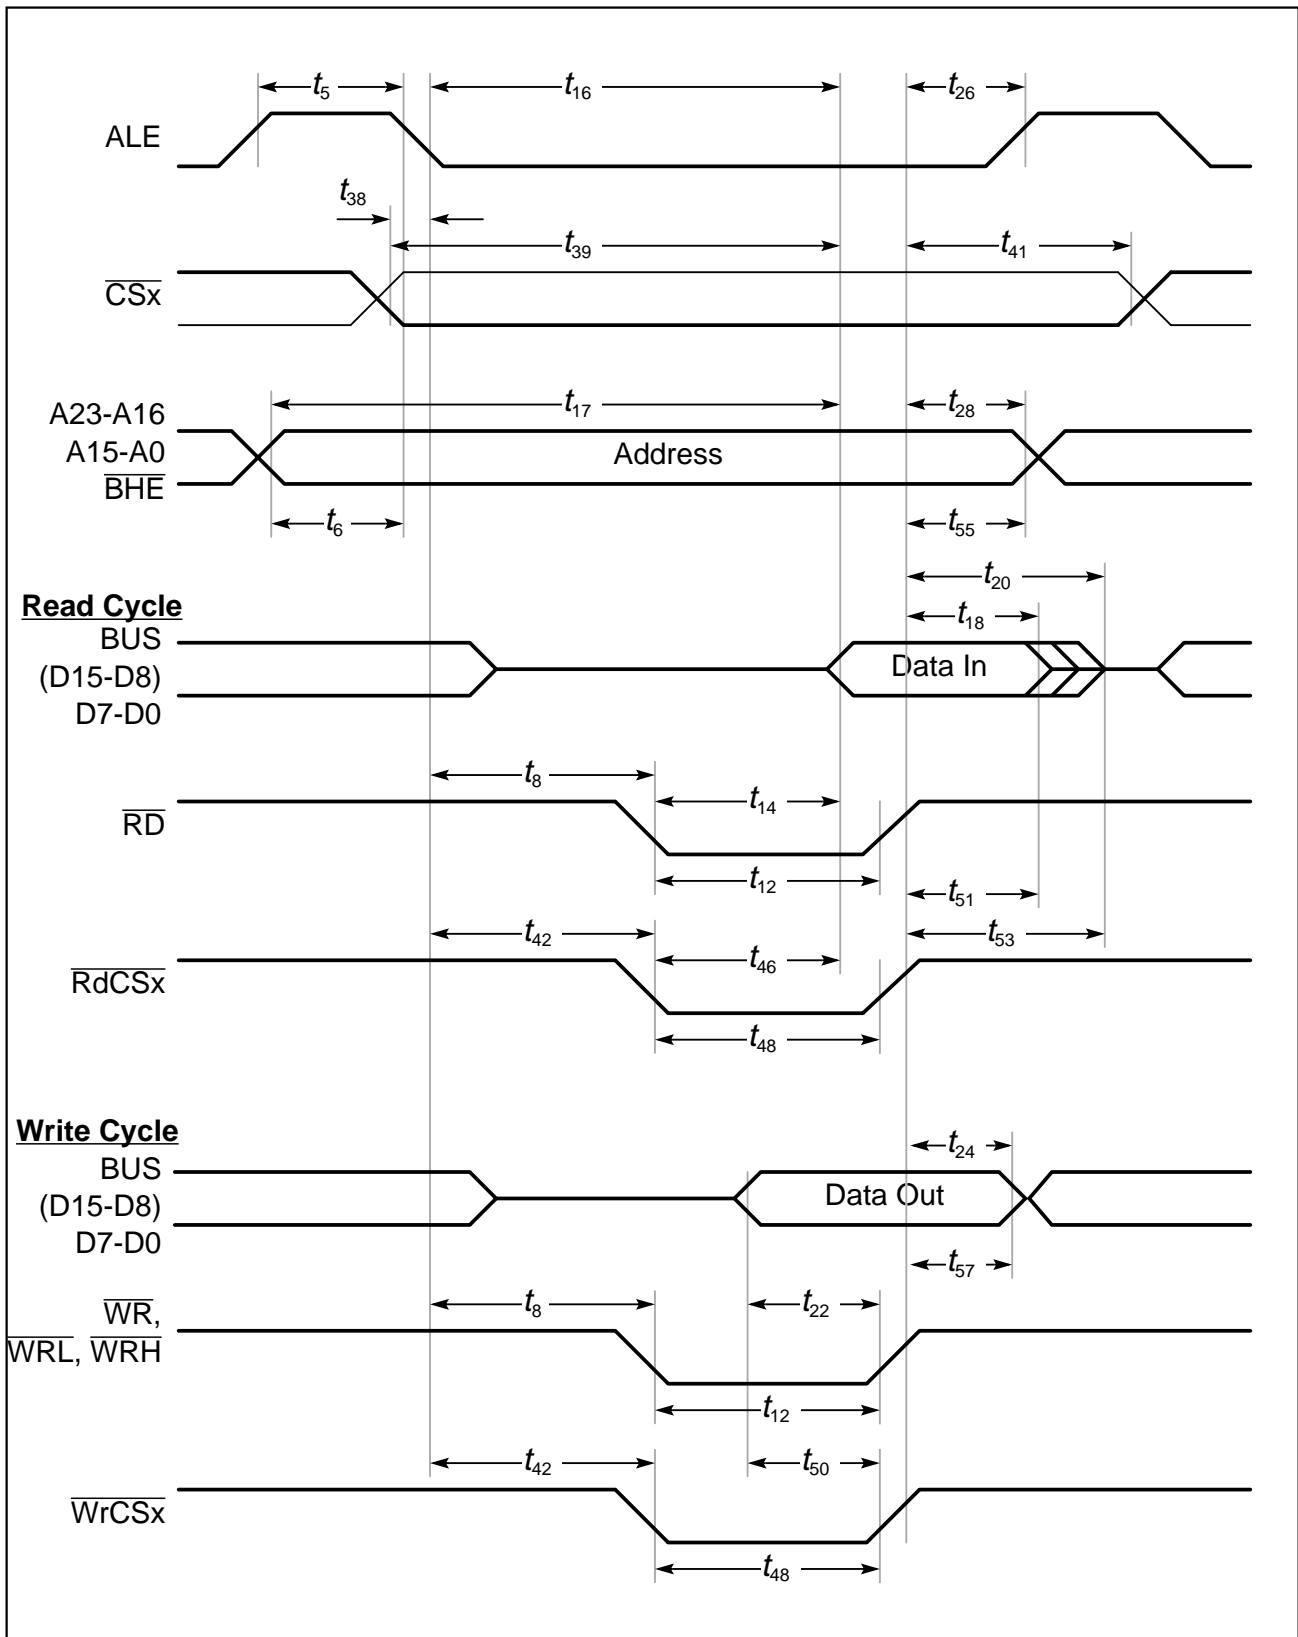 t5 t16 t26
ALE
t38
t39 t41
CSx
A23-A16 t17 t28
A15-A0 Address
BHE
t6 t55
t20
Read Cycle t18
BUS
(D15-D8) Data In
D7-D0
t8 t14
RD
t12 t51
t42 t46 t53
RdCSx
t48
Write Cycle t24
BUS
(D15-D8) Data Out
D7-D0 t57
WR, t8 t22
WRL, WRH
t12
t42 t50
WrCSx
t48